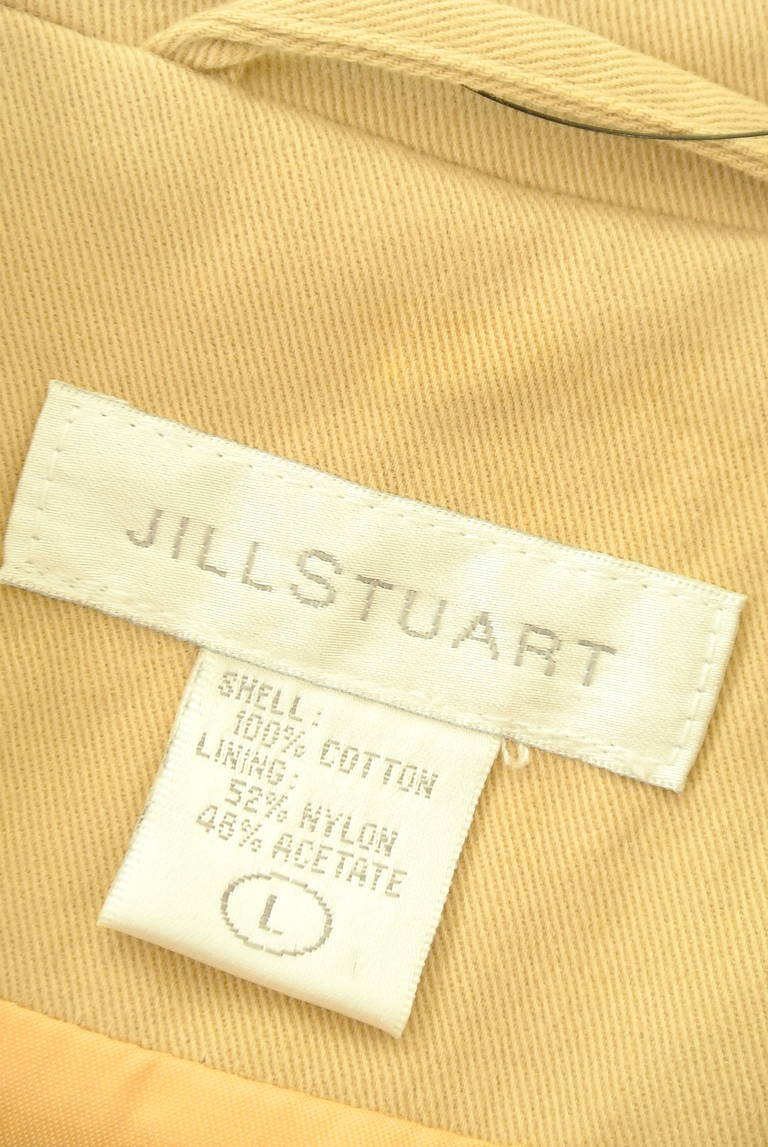 JILLSTUART
SHELL:
100% COTTON
LINING:
52% NYLON
48% ACETATE
L